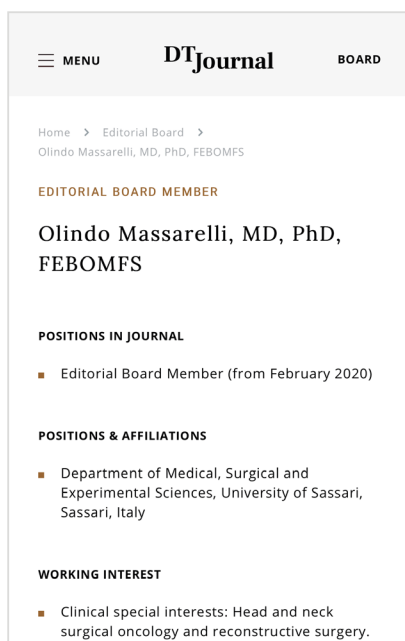 MENU
DTJournal
BOARD
Home > Editorial Board >
Olindo Massarelli, MD, PhD, FEBOMFS
EDITORIAL BOARD MEMBER
Olindo Massarelli, MD, PhD,
FEBOMFS
POSITIONS IN JOURNAL
Editorial Board Member (from February 2020)
POSITIONS & AFFILIATIONS
Department of Medical, Surgical and
Experimental Sciences, University of Sassari,
Sassari, Italy
WORKING INTEREST
Clinical special interests: Head and neck
surgical oncology and reconstructive surgery.